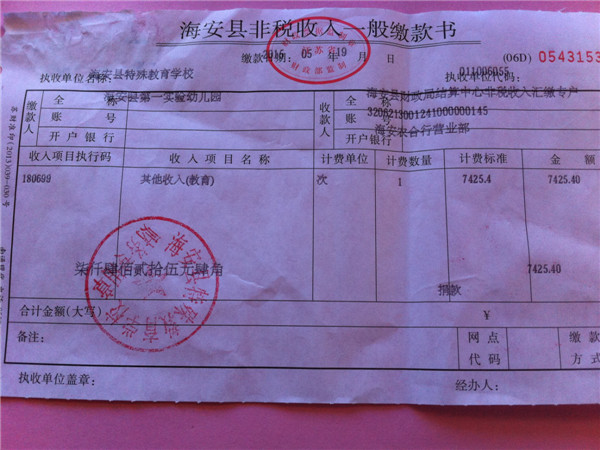 海安县非税收入一般缴款书
缴款日期: 2015 年 05 月 19 日
(06D) 0543153
执收单位名称: 海安县特殊教育学校 执收单位代码:
缴款人 全称 海安县第一实验幼儿园 收款人 全称 海安县财政局结算中心非税收入汇缴专户
账号 账号 3206213001241000000145
开户银行 开户银行 海安农合行营业部
收入项目执行码 收入项目名称 计费单位 计费数量 计费标准 金额
180699 其他收入(教育) 次 1 7425.4 7425.40
柒仟肆佰贰拾伍元肆角 7425.40
捐款
合计金额(大写) ¥
备注: 网点代码 缴款方式
执收单位盖章: 经办人: